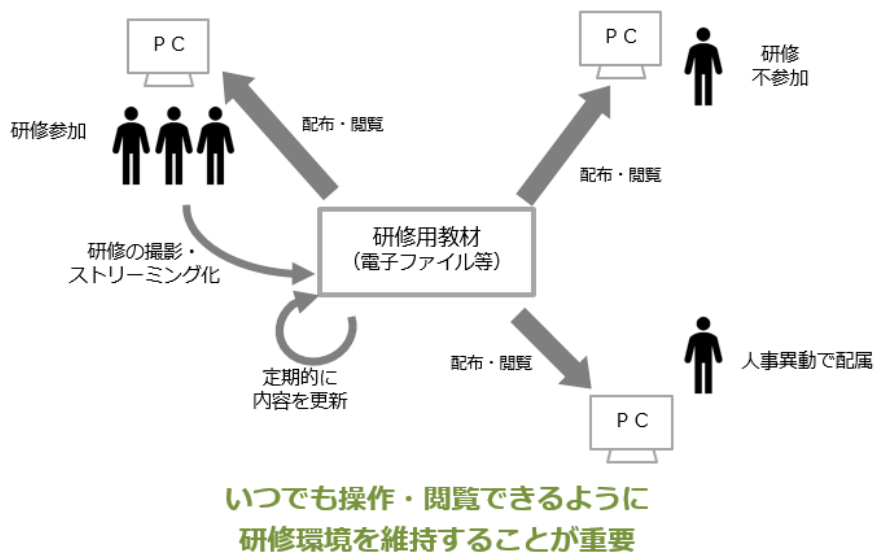 ＰＣ
研修参加
配布・閲覧
ＰＣ
研修
不参加
配布・閲覧
研修用教材
（電子ファイル等）
研修の撮影・
ストリーミング化
定期的に
内容を更新
配布・閲覧
人事異動で配属
ＰＣ
いつでも操作・閲覧できるように
研修環境を維持することが重要